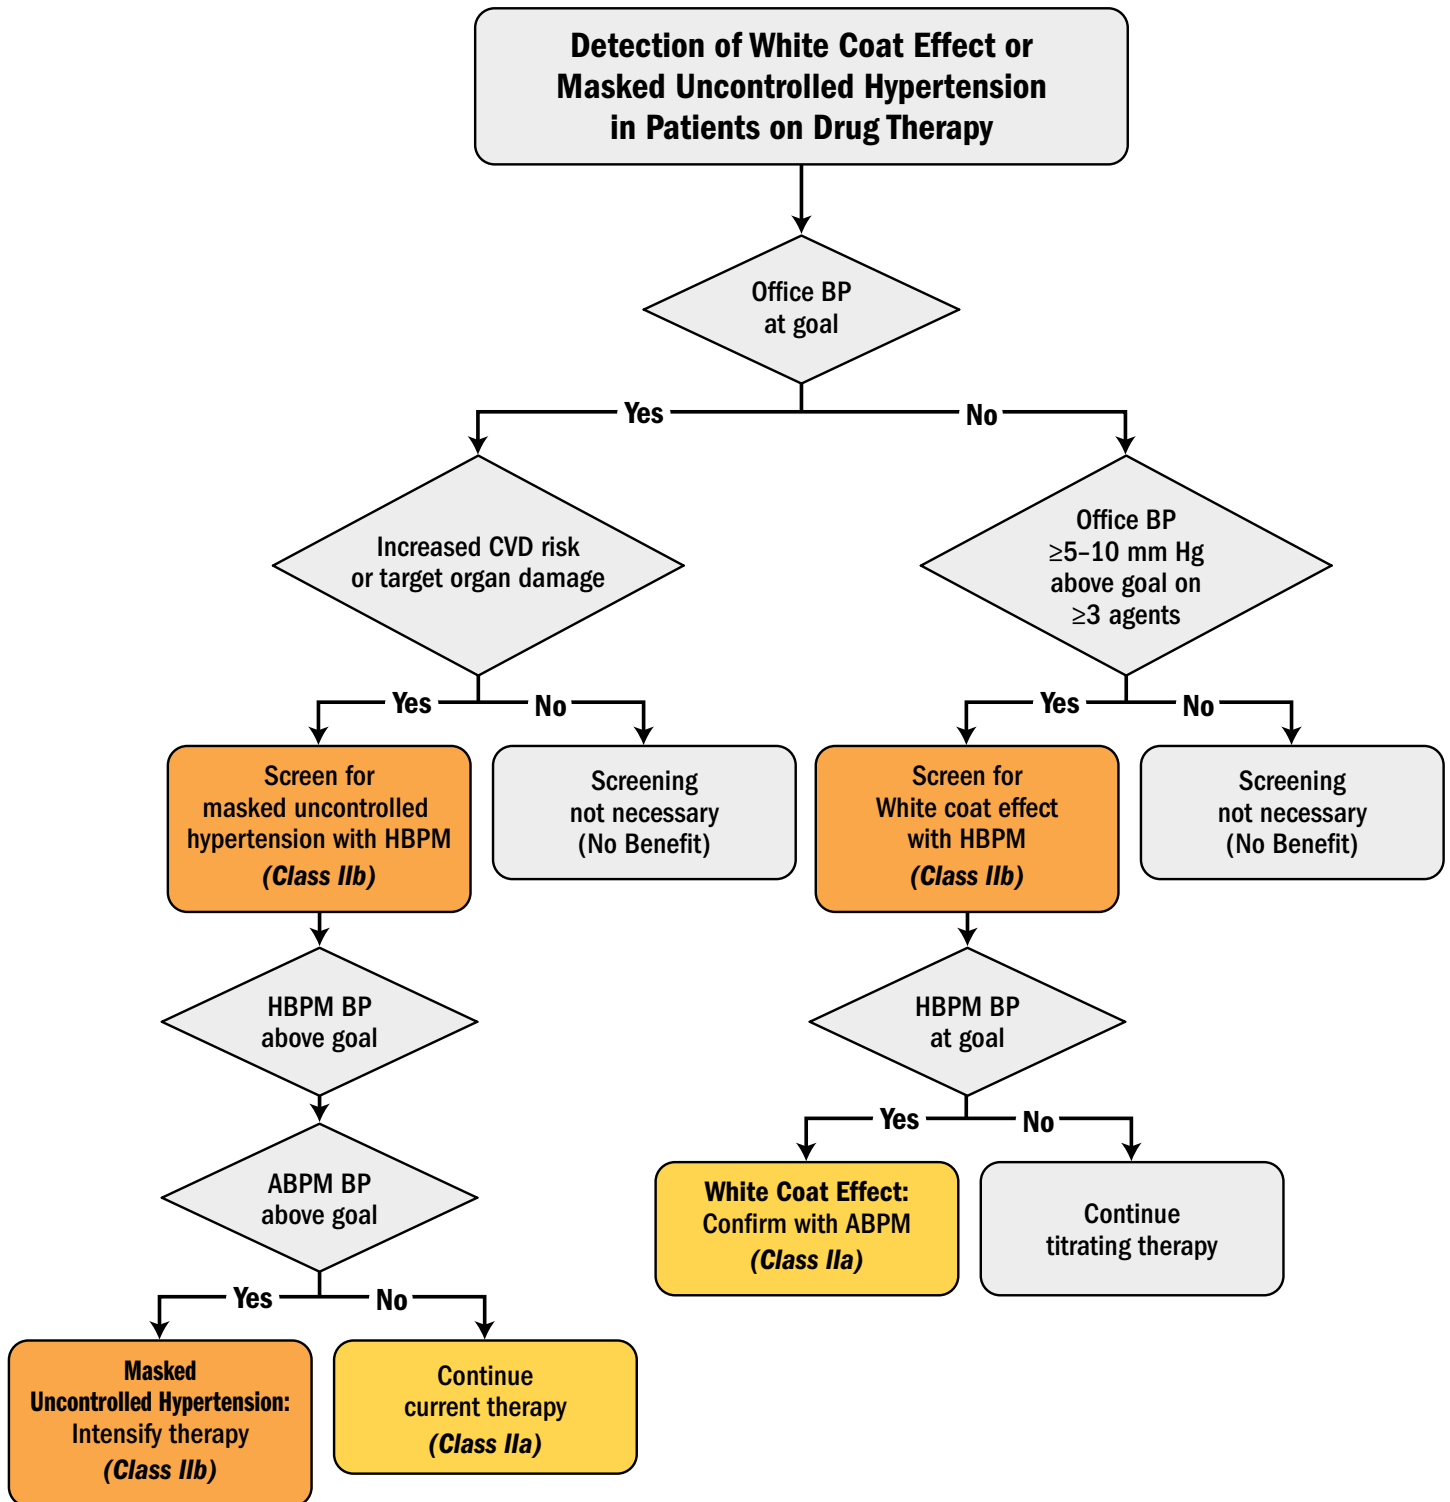 Detection of White Coat Effect or
Masked Uncontrolled Hypertension
in Patients on Drug Therapy
Office BP
at goal
Yes
No
Increased CVD risk
or target organ damage
Office BP
≥5–10 mm Hg
above goal on
≥3 agents
Yes
No
Yes
No
Screen for
masked uncontrolled
hypertension with HBPM
(Class IIb)
Screening
not necessary
(No Benefit)
Screen for
White coat effect
with HBPM
(Class IIb)
Screening
not necessary
(No Benefit)
HBPM BP
above goal
HBPM BP
at goal
Yes
No
ABPM BP
above goal
White Coat Effect:
Confirm with ABPM
(Class IIa)
Continue
titrating therapy
Yes
No
Masked
Uncontrolled Hypertension:
Intensify therapy
(Class IIb)
Continue
current therapy
(Class IIa)